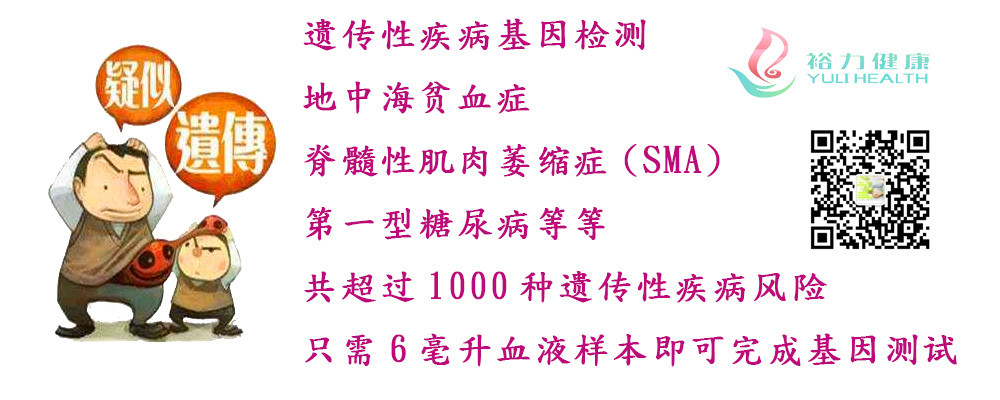 疑似
遺傳
遗传性疾病基因检测
地中海贫血症
脊髓性肌肉萎缩症（SMA）
第一型糖尿病等等
共超过1000种遗传性疾病风险
只需6毫升血液样本即可完成基因测试
裕力健康
YULI HEALTH